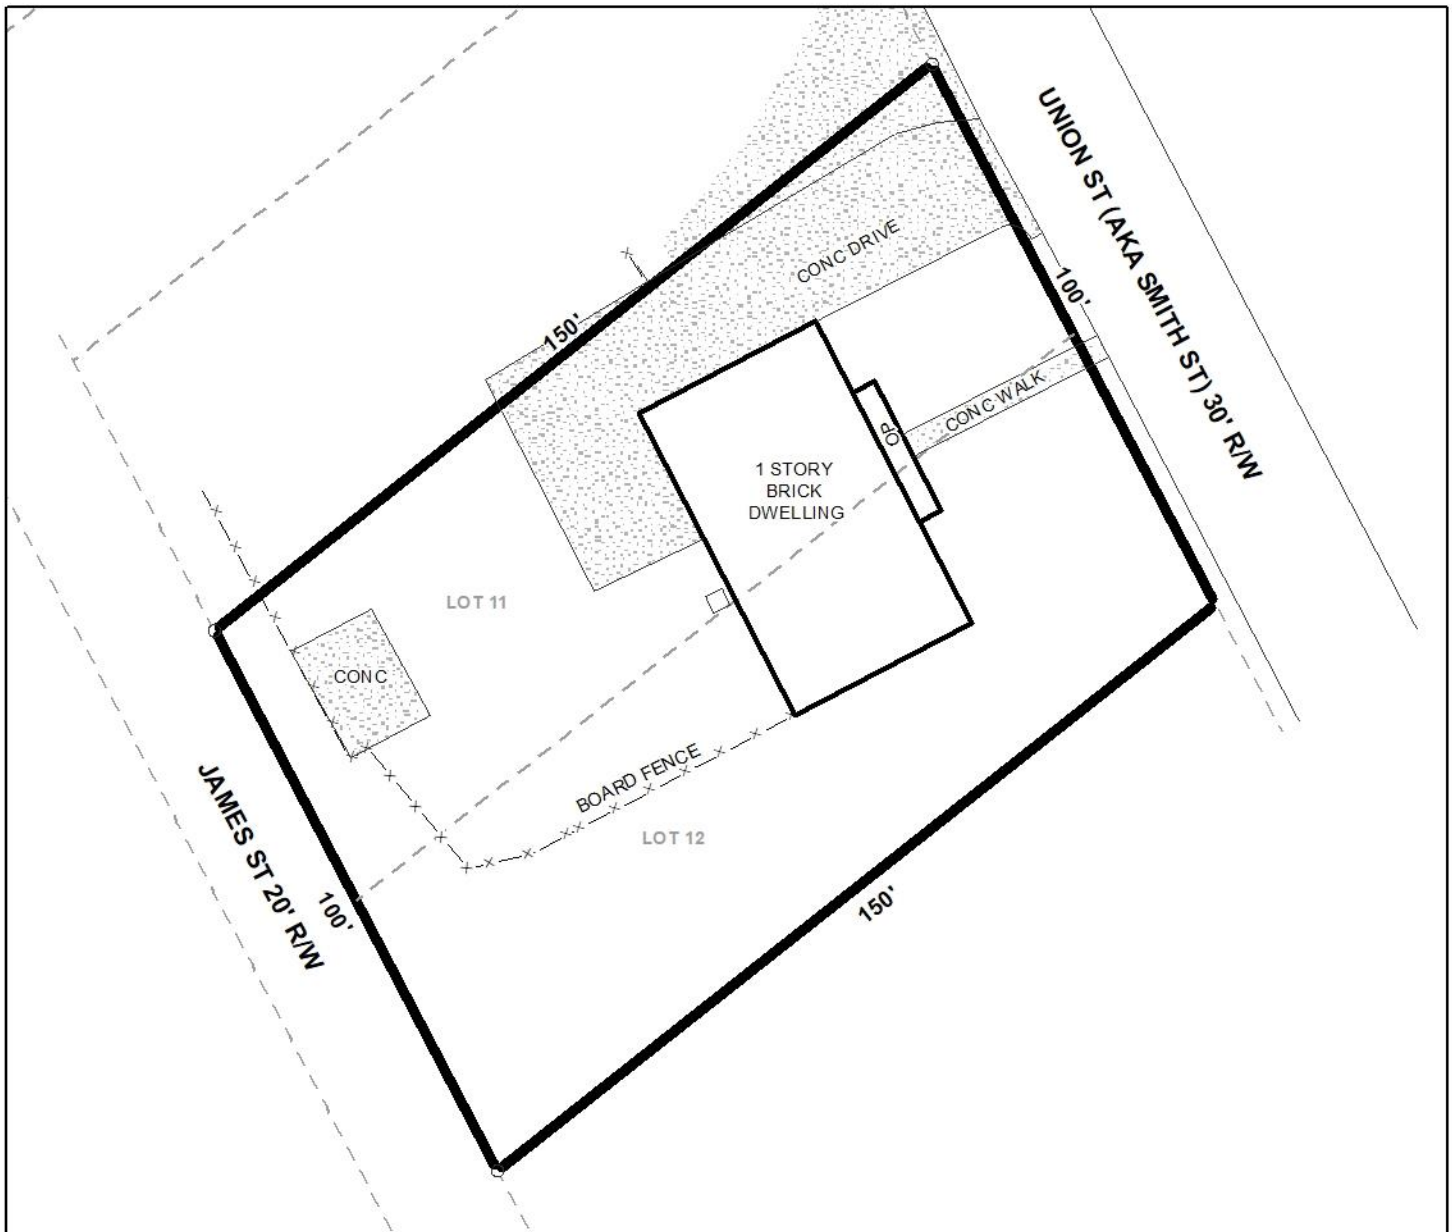 UNION ST (AKA SMITH ST) 30' R/W
CONC DRIVE
100'
150'
CONC WALK
OP
1 STORY
BRICK
DWELLING
LOT 11
CONC
BOARD FENCE
LOT 12
JAMES ST 20' R/W
100'
150'